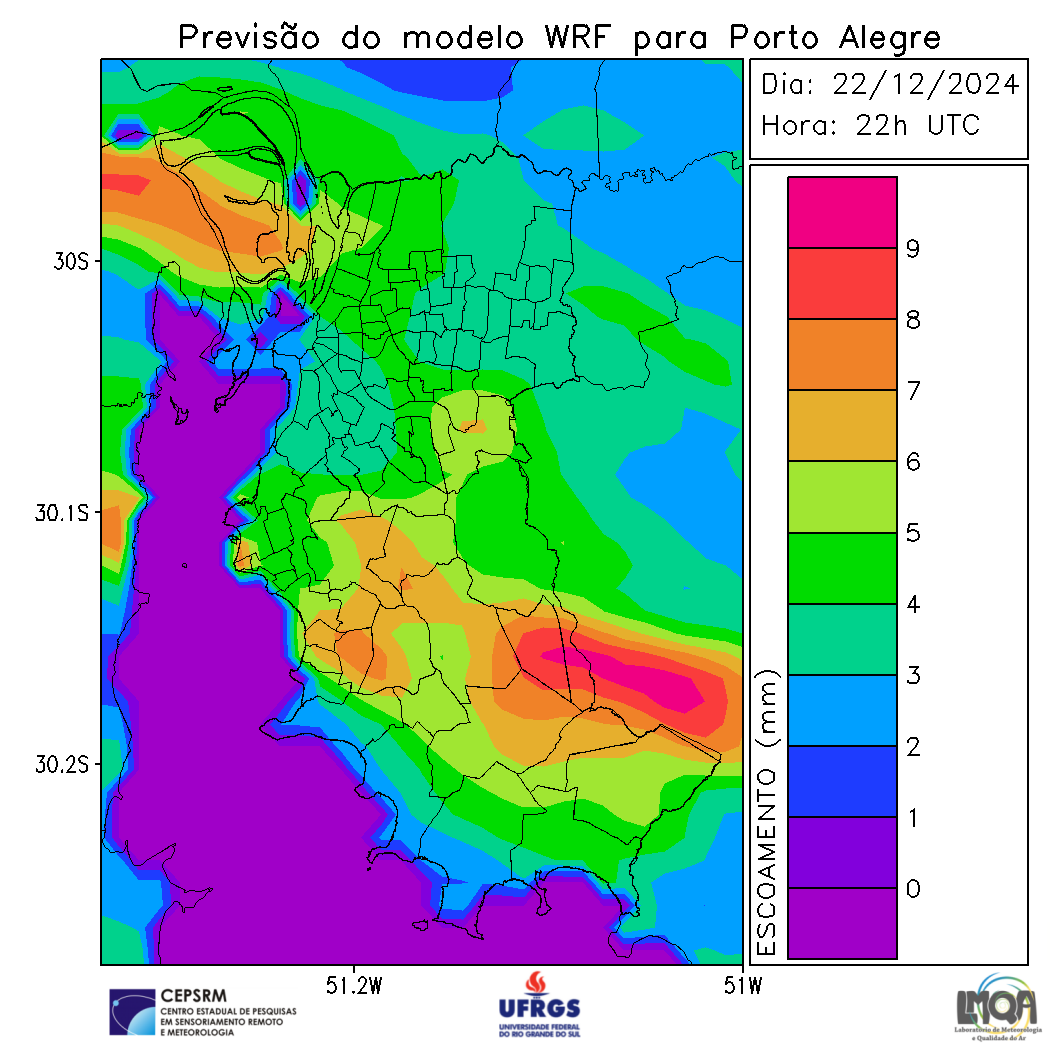 Previsão do modelo WRF para Porto Alegre
Dia: 22/12/2024
Hora: 22h UTC
30S
30.1S
30.2S
51.2W
51W
9
8
7
6
5
4
3
2
1
0
ESCOAMENTO (mm)
CEPSRM
CENTRO ESTADUAL DE PESQUISAS
EM SENSORIAMENTO REMOTO
E METEOROLOGIA
UFRGS
UNIVERSIDADE FEDERAL
DO RIO GRANDE DO SUL
LMQA
Laboratório de Meteorologia
e Qualidade do Ar